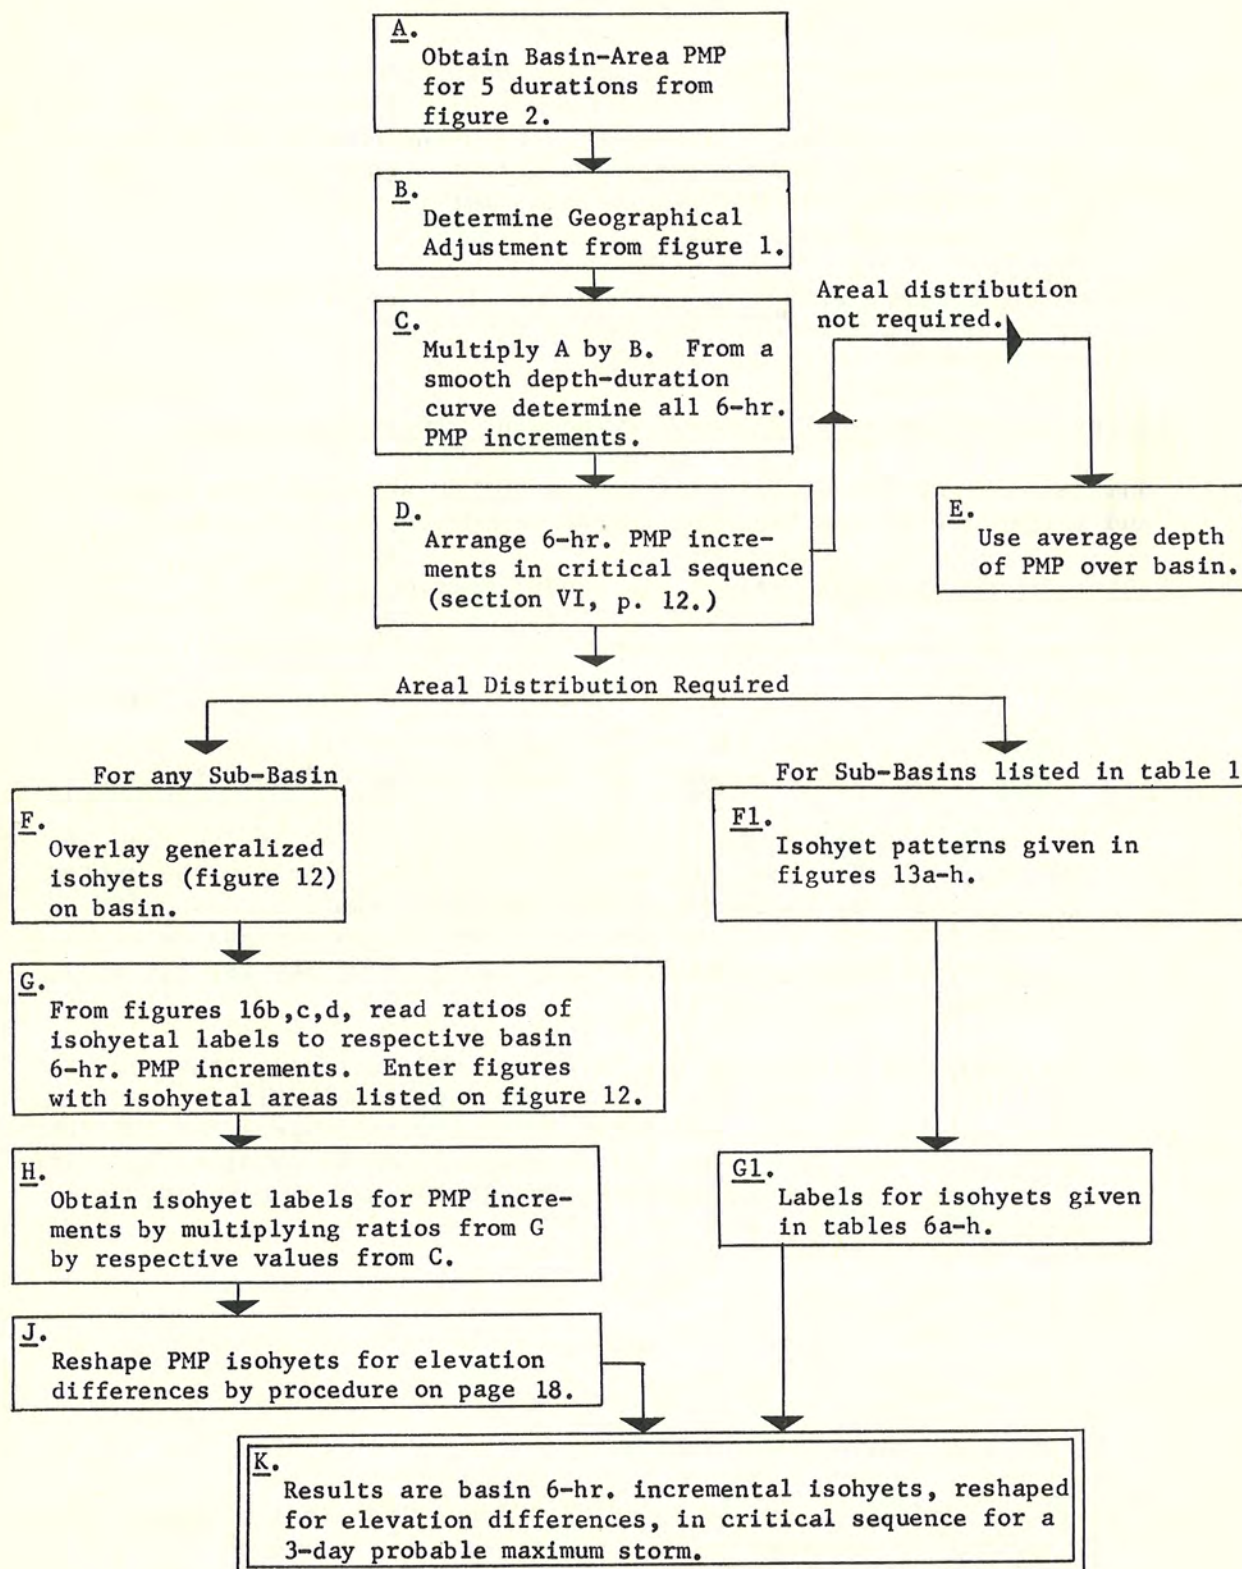 A.
Obtain Basin-Area PMP
for 5 durations from
figure 2.
B.
Determine Geographical
Adjustment from figure 1.
C.
Multiply A by B. From a
smooth depth-duration
curve determine all 6-hr.
PMP increments.
Areal distribution
not required.
D.
Arrange 6-hr. PMP incre-
ments in critical sequence
(section VI, p. 12.)
E.
Use average depth
of PMP over basin.
Areal Distribution Required
For any Sub-Basin
F.
Overlay generalized
isohyets (figure 12)
on basin.
For Sub-Basins listed in table 1
F1.
Isohyet patterns given in
figures 13a-h.
G.
From figures 16b,c,d, read ratios of
isohyetal labels to respective basin
6-hr. PMP increments. Enter figures
with isohyetal areas listed on figure 12.
H.
Obtain isohyet labels for PMP incre-
ments by multiplying ratios from G
by respective values from C.
G1.
Labels for isohyets given
in tables 6a-h.
J.
Reshape PMP isohyets for elevation
differences by procedure on page 18.
K.
Results are basin 6-hr. incremental isohyets, reshaped
for elevation differences, in critical sequence for a
3-day probable maximum storm.